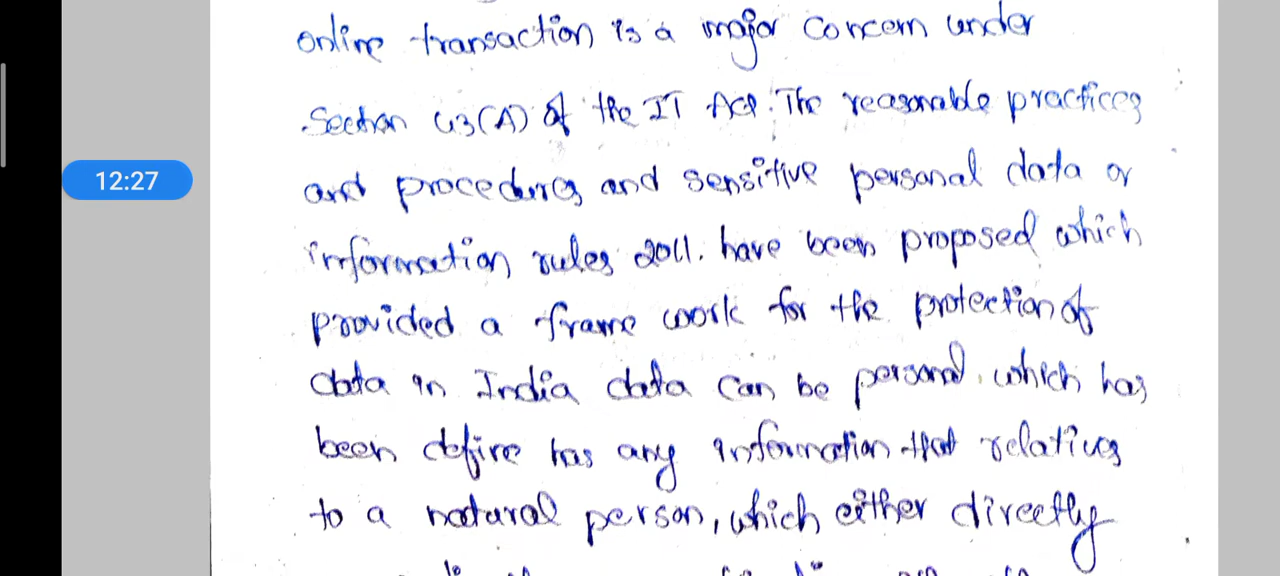 online transaction is a major concern under
Section 43(A) of the IT Act. The reasonable practices
12:27
and procedures and sensitive personal data or
information rules 2011. have been proposed which
provided a frame work for the protection of
data in India data can be personal, which has
been define has any information that relatives
to a natural person, which either directly